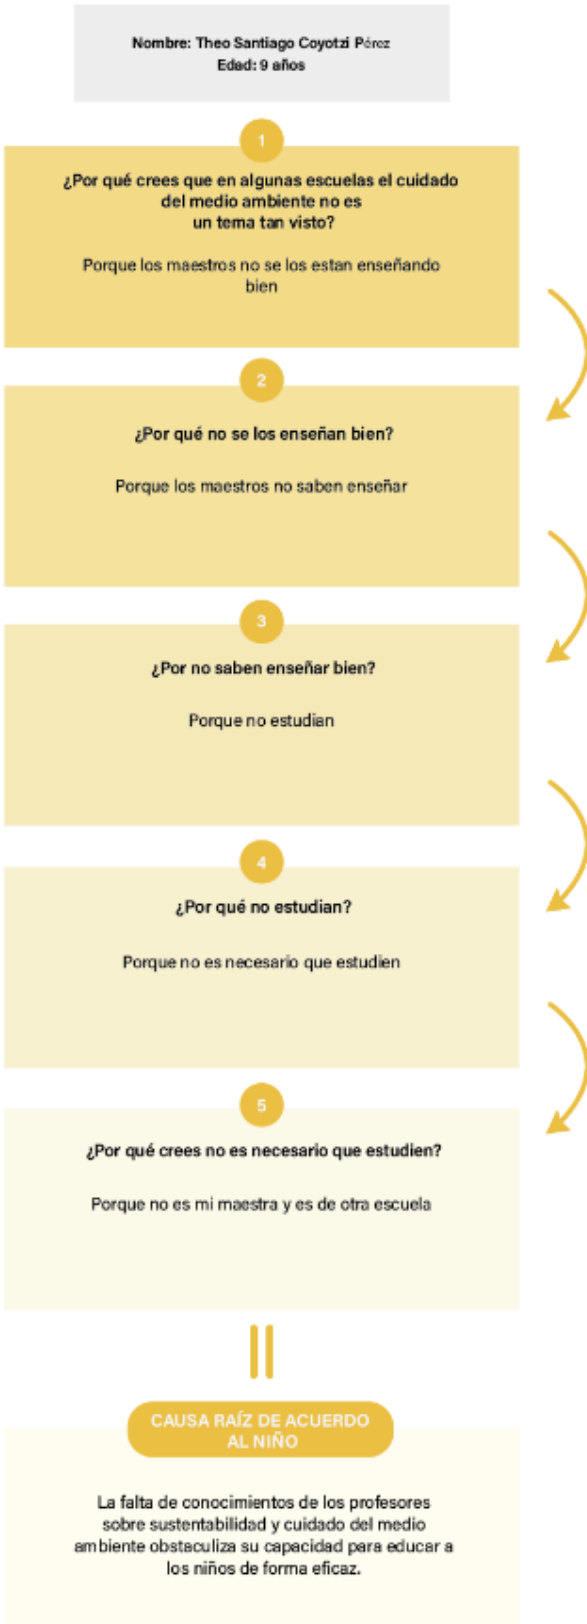 Nombre: Theo Santiago Coyotzi Pérez
Edad: 9 años
1
¿Por qué crees que en algunas escuelas el cuidado
del medio ambiente no es
un tema tan visto?
Porque los maestros no se los estan enseñando
bien
2
¿Por qué no se los enseñan bien?
Porque los maestros no saben enseñar
3
¿Por no saben enseñar bien?
Porque no estudian
4
¿Por qué no estudian?
Porque no es necesario que estudien
5
¿Por qué crees no es necesario que estudien?
Porque no es mi maestra y es de otra escuela
CAUSA RAÍZ DE ACUERDO
AL NIÑO
La falta de conocimientos de los profesores
sobre sustentabilidad y cuidado del medio
ambiente obstaculiza su capacidad para educar a
los niños de forma eficaz.